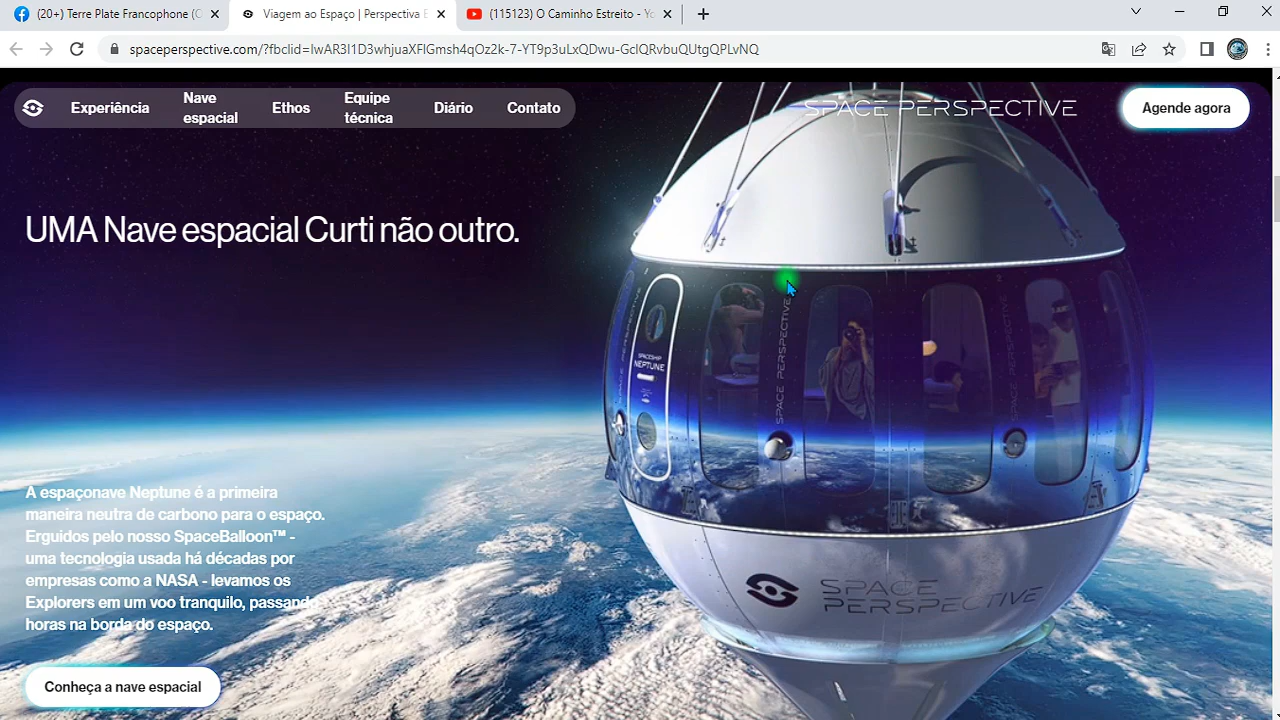 (20+) Terre Plate Francophone (O
Viagem ao Espaço | Perspectiva E
(115123) O Caminho Estreito - Yo
spaceperspective.com/?fbclid=IwAR3I1D3whjuaXFlGmsh4qOz2k-7-YT9p3uLxQDwu-GclQRvbuQUtgQPLvNQ
Experiência
Nave
espacial
Ethos
Equipe
técnica
Diário
Contato
SPACE PERSPECTIVE
Agende agora
UMA Nave espacial Curti não outro.
SPACE PERSPECTIVE
SPACESHIP
NEPTUNE
SPACE PERSPECTIVE
SPACE PERSPECTIVE
A espaçonave Neptune é a primeira
maneira neutra de carbono para o espaço.
Erguidos pelo nosso SpaceBalloon™ -
uma tecnologia usada há décadas por
empresas como a NASA - levamos os
Explorers em um voo tranquilo, passando
horas na borda do espaço.
SPACE
PERSPECTIVE
Conheça a nave espacial